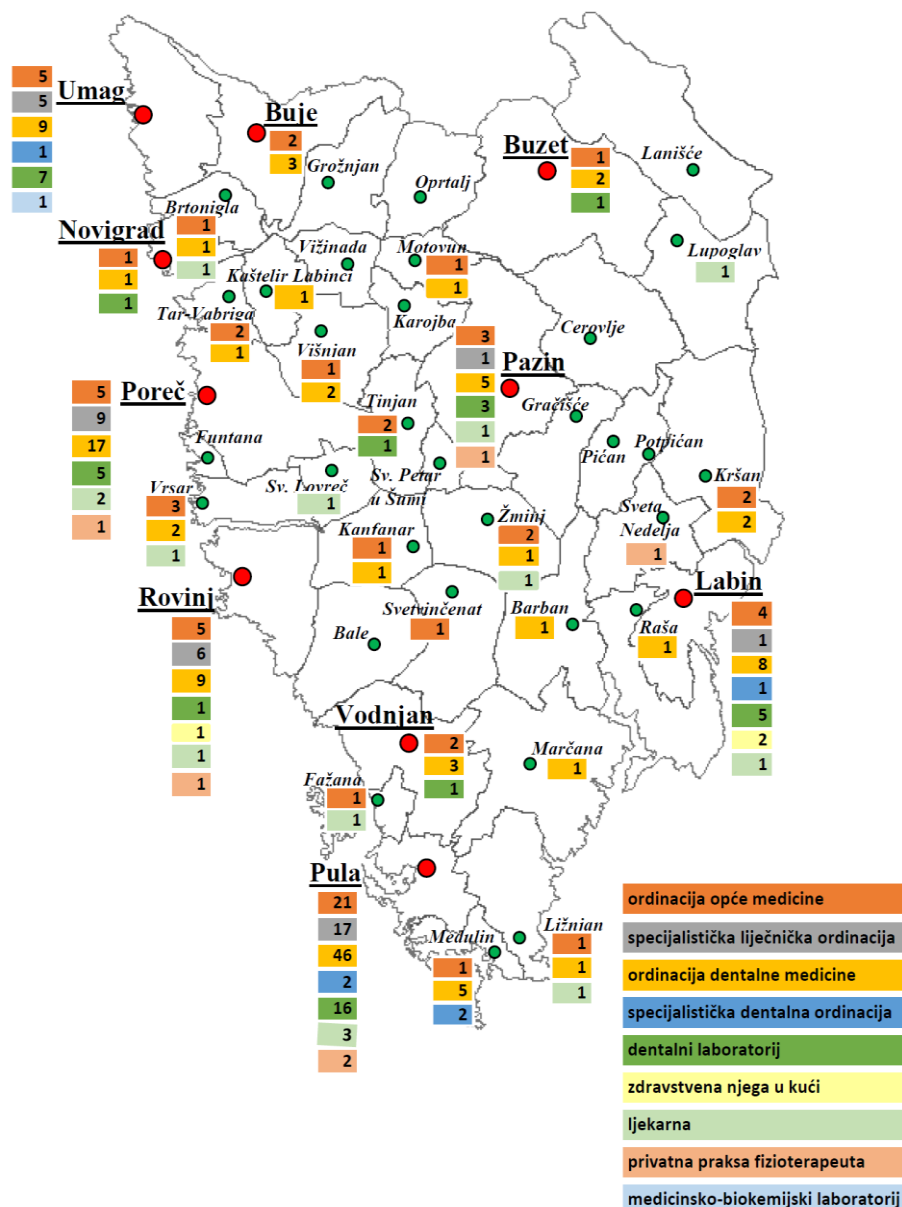 Umag
5
5
9
1
7
1
Buje
2
3
Grožnjan
Oprtalj
Buzet
1
2
1
Lanišće
Brtonigla
1
1
1
Novigrad
1
1
1
Vižinada
Kaštelir Labinci
1
Motovun
1
1
Lupoglav
1
Tar-Vabriga
2
1
Višnjan
1
2
Karojba
Cerovlje
Pazin
3
1
5
3
1
1
Gračišće
Poreč
5
9
17
5
2
1
Tinjan
2
1
Funtana
Sv. Lovreč
1
Sv. Petar
u Šumi
Pićan
Potpićan
Kršan
2
2
Vrsar
3
2
1
Kanfanar
1
1
Žminj
2
1
1
Sveta
Nedelja
1
Labin
4
1
8
1
5
2
1
Rovinj
5
6
9
1
1
1
1
Bale
Svetvinčenat
1
Barban
1
Raša
1
Vodnjan
2
3
1
Marčana
1
Fažana
1
1
Pula
21
17
46
2
16
3
2
Medulin
1
5
2
Ližnjan
1
1
1
ordinacija opće medicine
specijalistička liječnička ordinacija
ordinacija dentalne medicine
specijalistička dentalna ordinacija
dentalni laboratorij
zdravstvena njega u kući
ljekarna
privatna praksa fizioterapeuta
medicinsko-biokemijski laboratorij